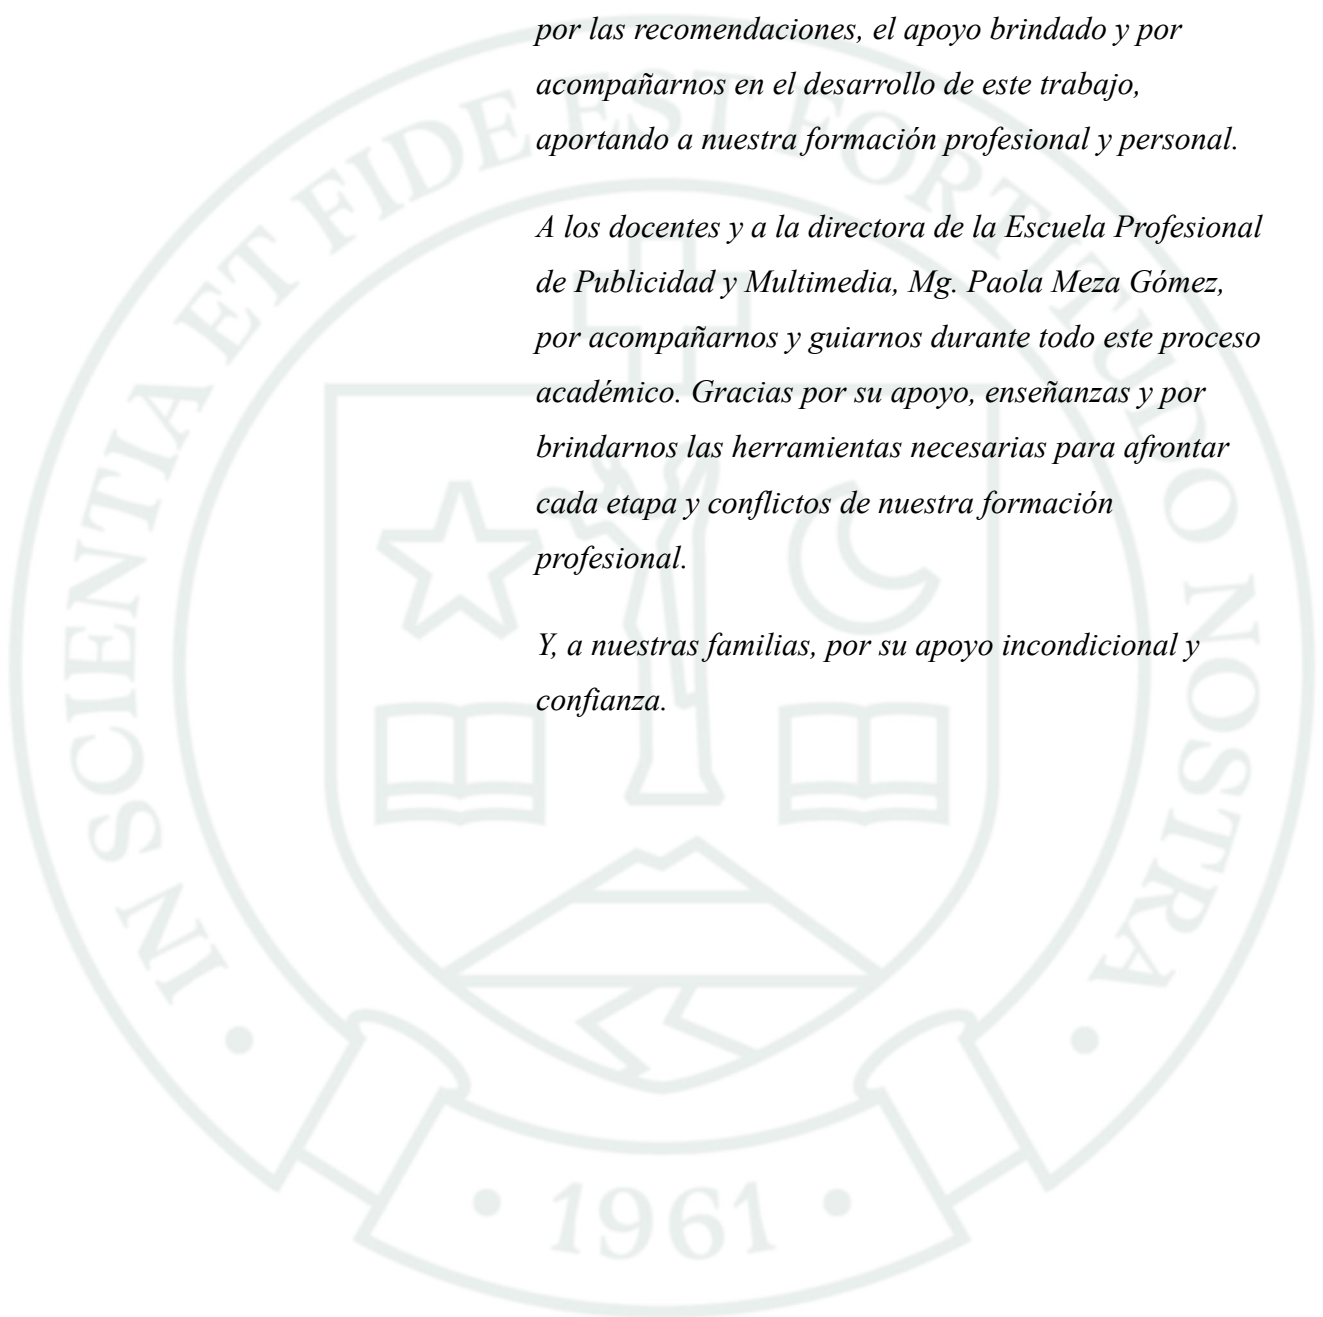 por las recomendaciones, el apoyo brindado y por
acompañarnos en el desarrollo de este trabajo,
aportando a nuestra formación profesional y personal.
A los docentes y a la directora de la Escuela Profesional
de Publicidad y Multimedia, Mg. Paola Meza Gómez,
por acompañarnos y guiarnos durante todo este proceso
académico. Gracias por su apoyo, enseñanzas y por
brindarnos las herramientas necesarias para afrontar
cada etapa y conflictos de nuestra formación
profesional.
Y, a nuestras familias, por su apoyo incondicional y
confianza.
IN SCIENTIA ET FIDE EST FORTITUDO NOSTRA
• 1961 •